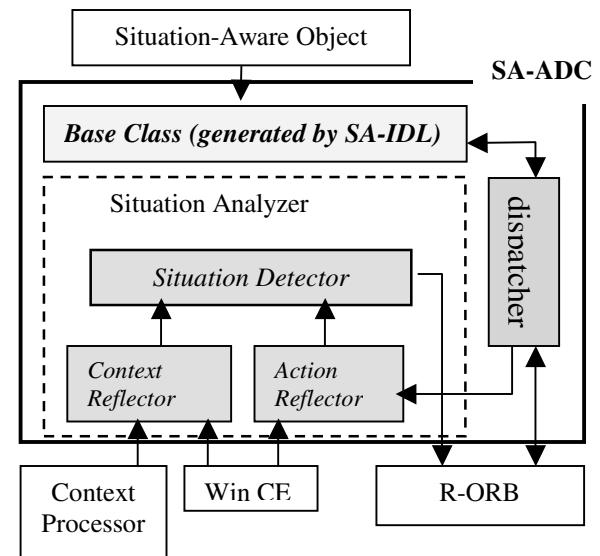 Situation-Aware Object
SA-ADC
Base Class (generated by SA-IDL)
Situation Analyzer
dispatcher
Situation Detector
Context
Reflector
Action
Reflector
Context
Processor
Win CE
R-ORB